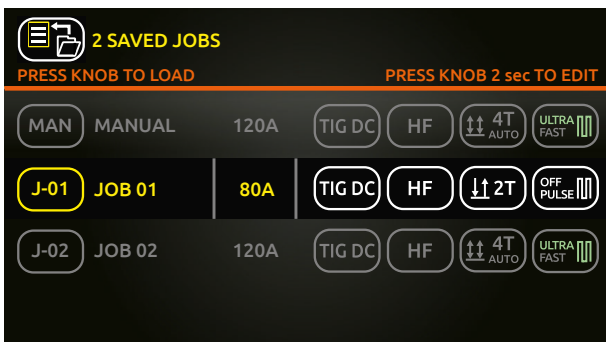 2 SAVED JOBS
PRESS KNOB TO LOAD PRESS KNOB 2 sec TO EDIT
MAN MANUAL 120A TIG DC HF 4T AUTO ULTRA FAST
J-01 JOB 01 80A TIG DC HF 2T OFF PULSE
J-02 JOB 02 120A TIG DC HF 4T AUTO ULTRA FAST